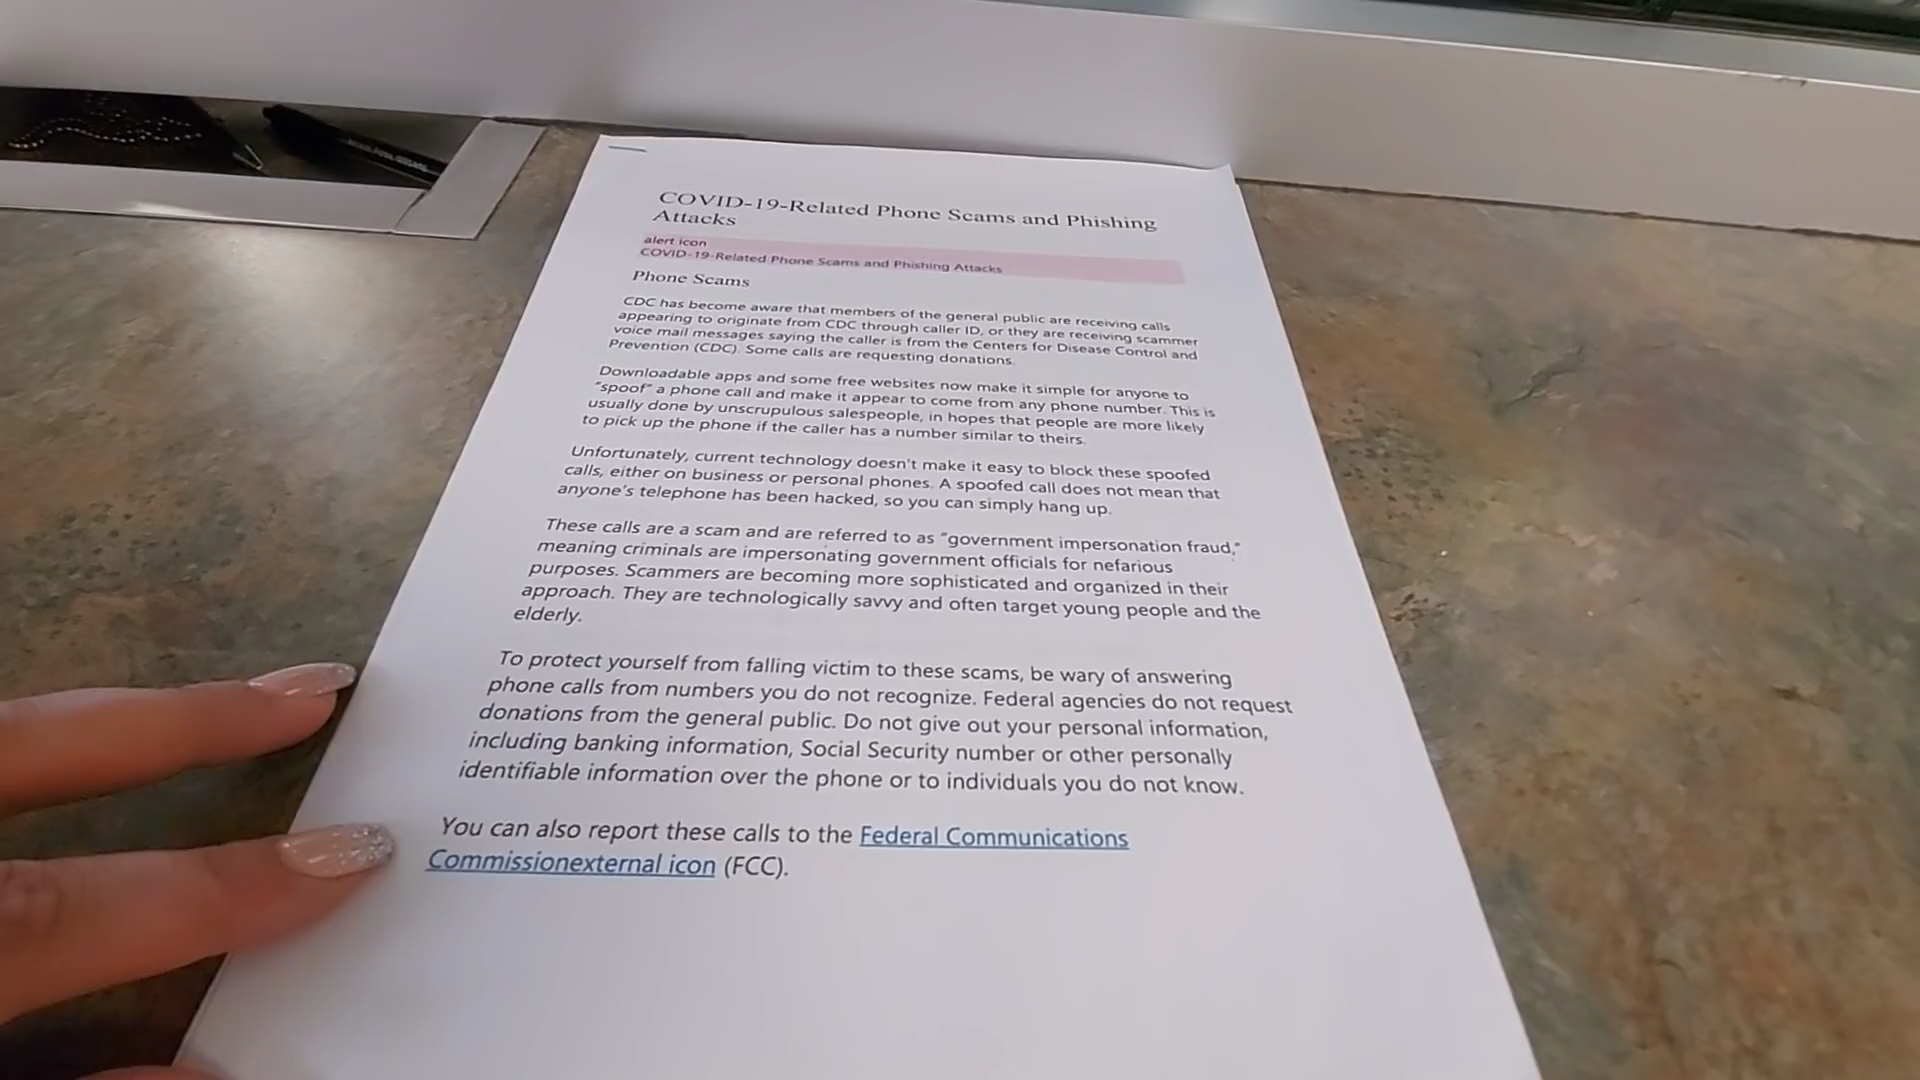 COVID-19-Related Phone Scams and Phishing
Attacks
alert icon
COVID-19-Related Phone Scams and Phishing Attacks
Phone Scams
CDC has become aware that members of the general public are receiving calls
appearing to originate from CDC through caller ID, or they are receiving scammer
voice mail messages saying the caller is from the Centers for Disease Control and
Prevention (CDC). Some calls are requesting donations.
Downloadable apps and some free websites now make it simple for anyone to
"spoof" a phone call and make it appear to come from any phone number. This is
usually done by unscrupulous salespeople, in hopes that people are more likely
to pick up the phone if the caller has a number similar to theirs.
Unfortunately, current technology doesn't make it easy to block these spoofed
calls, either on business or personal phones. A spoofed call does not mean that
anyone's telephone has been hacked, so you can simply hang up.
These calls are a scam and are referred to as "government impersonation fraud,"
meaning criminals are impersonating government officials for nefarious
purposes. Scammers are becoming more sophisticated and organized in their
approach. They are technologically savvy and often target young people and the
elderly.
To protect yourself from falling victim to these scams, be wary of answering
phone calls from numbers you do not recognize. Federal agencies do not request
donations from the general public. Do not give out your personal information,
including banking information, Social Security number or other personally
identifiable information over the phone or to individuals you do not know.
You can also report these calls to the Federal Communications
Commissionexternal icon (FCC).